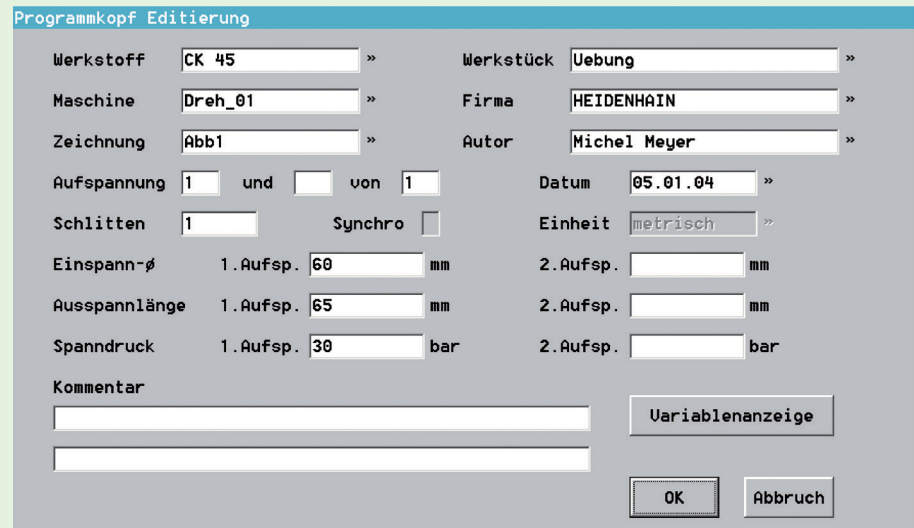 Programmkopf Editierung
Werkstoff CK 45 » Werkstück Uebung »
Maschine Dreh_01 » Firma HEIDENHAIN »
Zeichnung Abb1 » Autor Michel Meyer »
Aufspannung 1 und von 1 Datum 05.01.04 »
Schlitten 1 Synchro Einheit metrisch »
Einspann-ø 1.Aufsp. 60 mm 2.Aufsp. mm
Ausspannlänge 1.Aufsp. 65 mm 2.Aufsp. mm
Spanndruck 1.Aufsp. 30 bar 2.Aufsp. bar
Kommentar
Variablenanzeige
OK Abbruch